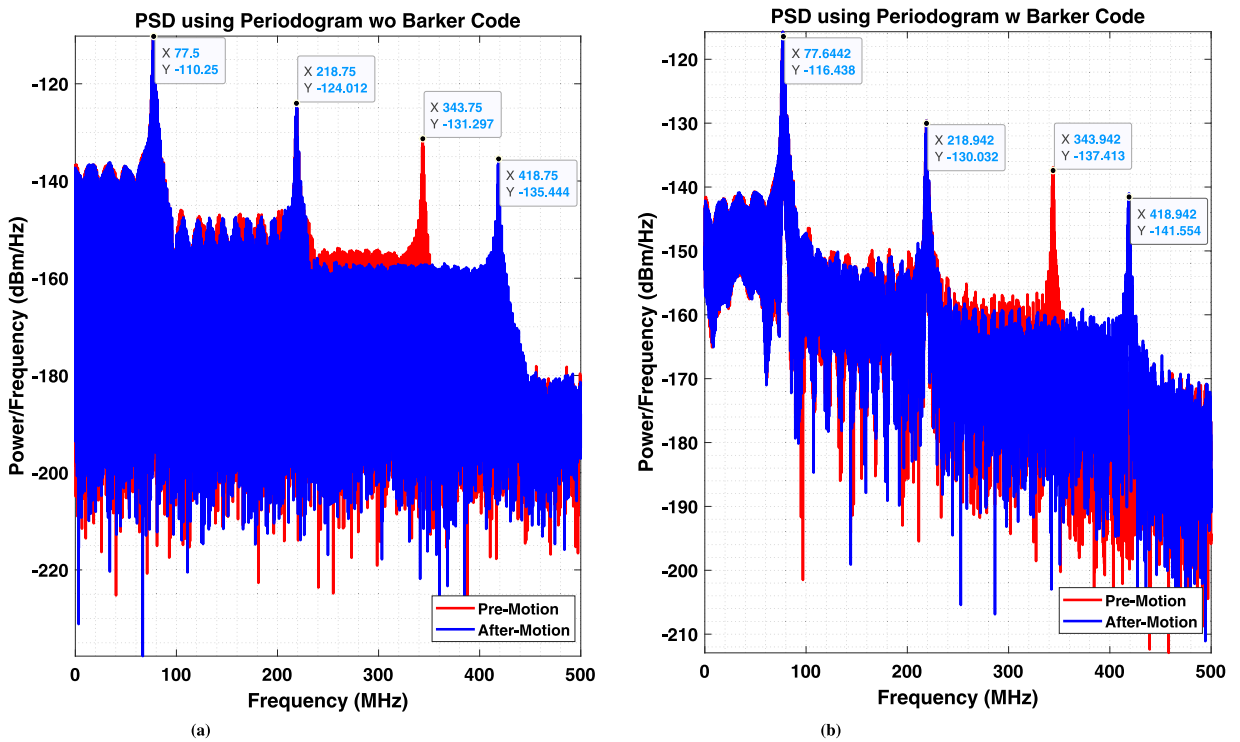 PSD using Periodogram wo Barker Code
X 77.5
Y -110.25
X 218.75
Y -124.012
X 343.75
Y -131.297
X 418.75
Y -135.444
-120
-140
-160
-180
-200
-220
Power/Frequency (dBm/Hz)
0 100 200 300 400 500
Frequency (MHz)
Pre-Motion
After-Motion
(a)
PSD using Periodogram w Barker Code
X 77.6442
Y -116.438
X 218.942
Y -130.032
X 343.942
Y -137.413
X 418.942
Y -141.554
-120
-130
-140
-150
-160
-170
-180
-190
-200
-210
Power/Frequency (dBm/Hz)
0 100 200 300 400 500
Frequency (MHz)
Pre-Motion
After-Motion
(b)